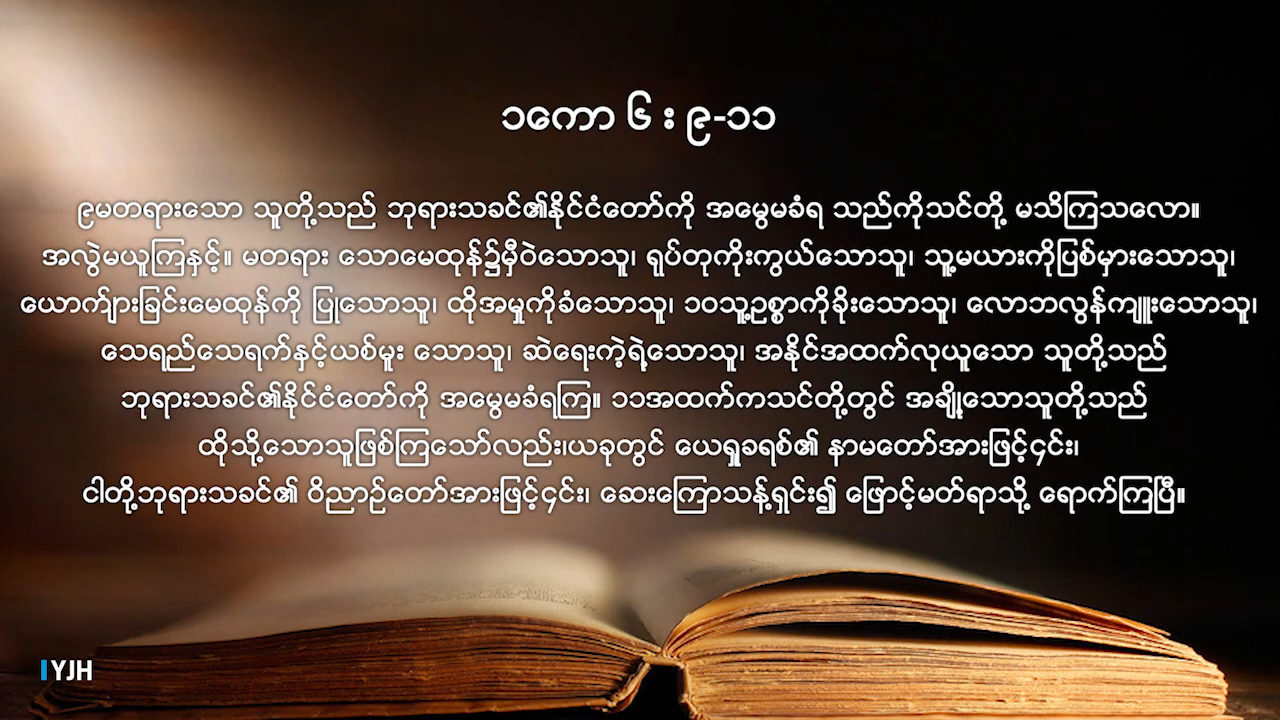 ၁ကော ၆ : ၉-၁၁
၉မတရားသော သူတို့သည် ဘုရားသခင်၏နိုင်ငံတော်ကို အမွေမခံရ သည်ကိုသင်တို့ မသိကြသလော။
အလွဲမယူကြနှင့်။ မတရား သောမေထုန်၌မှီဝဲသောသူ၊ ရုပ်တုကိုးကွယ်သောသူ၊ သူ့မယားကိုပြစ်မှားသောသူ၊
ယောက်ျားခြင်းမေထုန်ကို ပြုသောသူ၊ ထိုအမှုကိုခံသောသူ၊ ၁၀သူ့ဥစ္စာကိုခိုးသောသူ၊ လောဘလွန်ကျူးသောသူ၊
သေရည်သေရက်နှင့်ယစ်မူး သောသူ၊ ဆဲရေးကဲ့ရဲ့သောသူ၊ အနိုင်အထက်လုယူသော သူတို့သည်
ဘုရားသခင်၏နိုင်ငံတော်ကို အမွေမခံရကြ။ ၁၁အထက်ကသင်တို့တွင် အချို့သောသူတို့သည်
ထိုသို့သောသူဖြစ်ကြသော်လည်း၊ယခုတွင် ယေရှုခရစ်၏ နာမတော်အားဖြင့်၎င်း၊
ငါတို့ဘုရားသခင်၏ ဝိညာဉ်တော်အားဖြင့်၎င်း၊ ဆေးကြောသန့်ရှင်း၍ ဖြောင့်မတ်ရာသို့ ရောက်ကြပြီ။
YJH